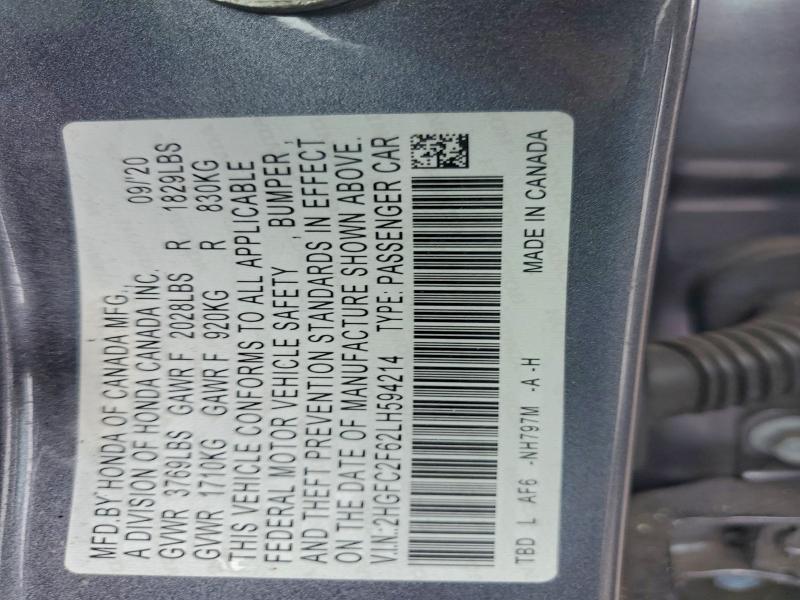 MFD.BY HONDA OF CANADA MFG., 09/20
A DIVISION OF HONDA CANADA INC.
GVWR 3769LBS GAWR F 2028LBS R 1829LBS
GVWR 1710KG GAWR F 920KG R 830KG
THIS VEHICLE CONFORMS TO ALL APPLICABLE
FEDERAL MOTOR VEHICLE SAFETY , BUMPER ,
AND THEFT PREVENTION STANDARDS IN EFFECT
ON THE DATE OF MANUFACTURE SHOWN ABOVE.
V.I.N.:2HGFC2F62LH594214 TYPE: PASSENGER CAR
TBD L AF6 -NH797M -A -H MADE IN CANADA